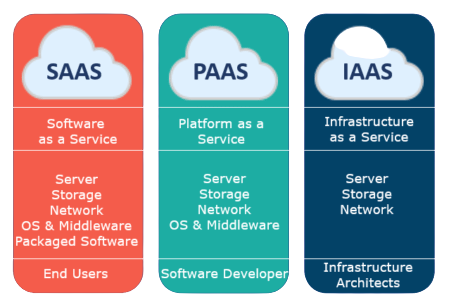 SAAS
Software
as a Service
Server
Storage
Network
OS & Middleware
Packaged Software
End Users
PAAS
Platform as a
Service
Server
Storage
Network
OS & Middleware
Software Developer
IAAS
Infrastructure
as a Service
Server
Storage
Network
Infrastructure
Architects